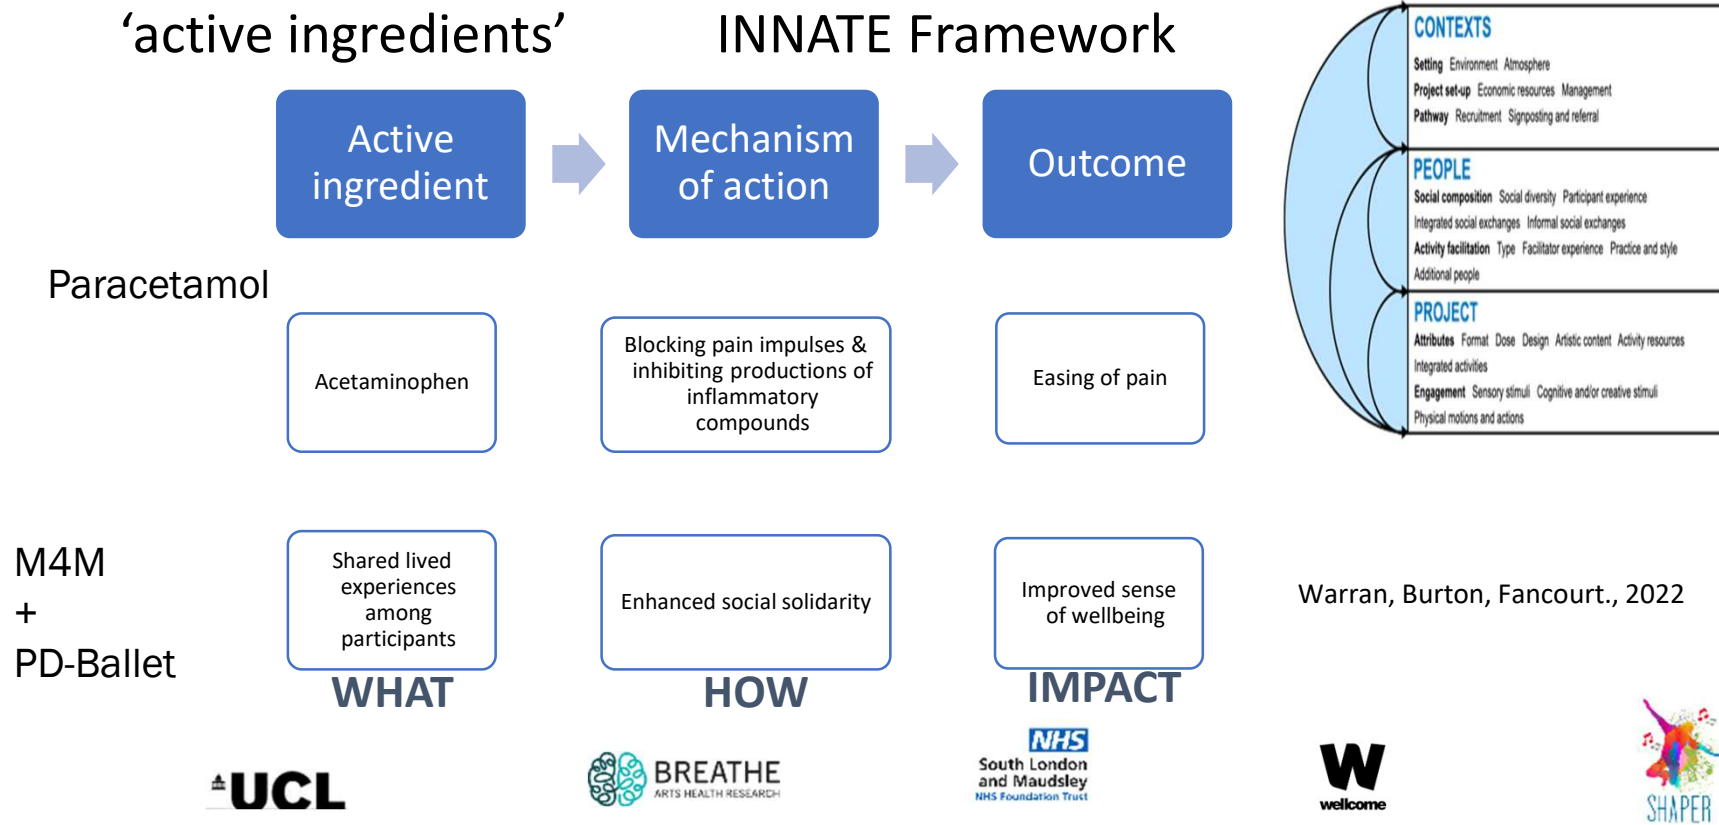 'active ingredients'
INNATE Framework
Active
ingredient
Mechanism
of action
Outcome
Paracetamol
Acetaminophen
Blocking pain impulses &
inhibiting productions of
inflammatory
compounds
Easing of pain
M4M
+
PD-Ballet
Shared lived
experiences
among
participants
Enhanced social solidarity
Improved sense
of wellbeing
WHAT
HOW
IMPACT
CONTEXTS
Setting Environment Atmosphere
Project set-up Economic resources Management
Pathway Recruitment Signposting and referral
PEOPLE
Social composition Social diversity Participant experience
Integrated social exchanges Informal social exchanges
Activity facilitation Type Facilitator experience Practice and style
Additional people
PROJECT
Attributes Format Dose Design Artistic content Activity resources
Integrated activities
Engagement Sensory stimuli Cognitive and/or creative stimuli
Physical motions and actions
Warran, Burton, Fancourt., 2022
UCL
BREATHE
ARTS HEALTH RESEARCH
NHS
South London
and Maudsley
NHS Foundation Trust
W
wellcome
SHAPER